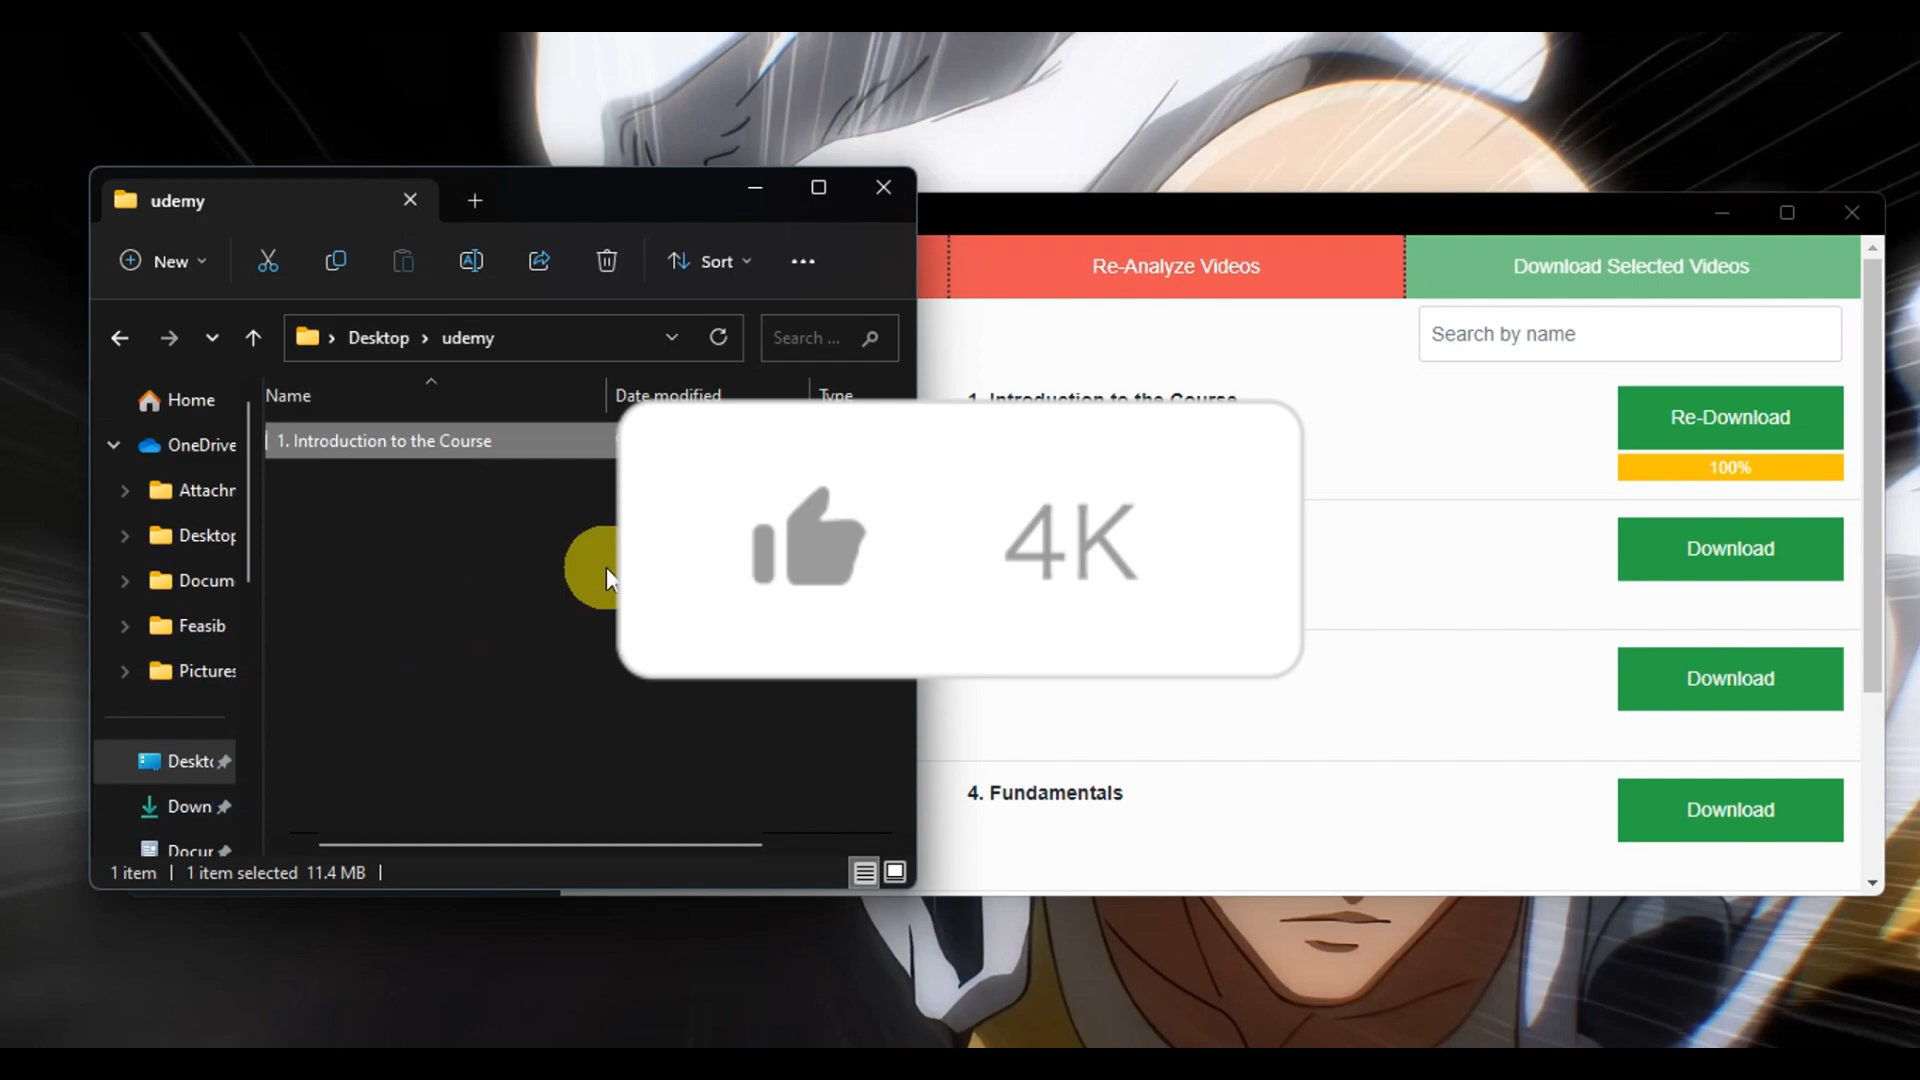 udemy
New
Sort
Desktop
udemy
Search ...
Name
Date modified
Type
Home
1. Introduction to the Course
OneDrive
Attachr
Desktop
Docum
Feasib
Pictures
Deskt
Down
Docur
1 item
1 item selected 11.4 MB
Re-Analyze Videos
Download Selected Videos
Search by name
1. Introduction to the Course
Re-Download
100%
Download
4K
Download
4. Fundamentals
Download